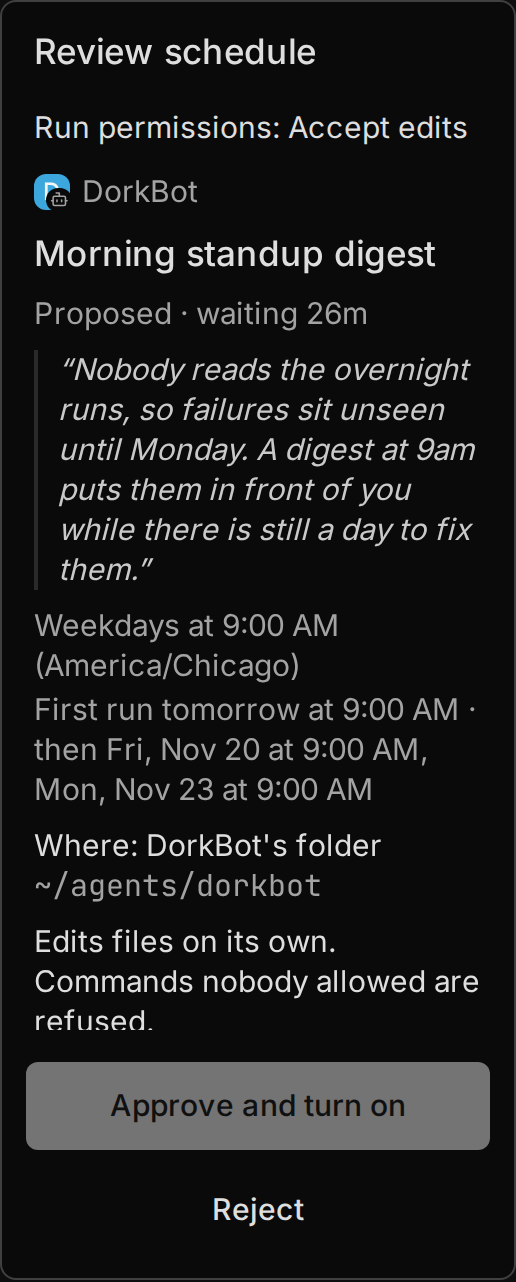 Review schedule
Run permissions: Accept edits
DorkBot
Morning standup digest
Proposed · waiting 26m
“Nobody reads the overnight
runs, so failures sit unseen
until Monday. A digest at 9am
puts them in front of you
while there is still a day to fix
them.”
Weekdays at 9:00 AM
(America/Chicago)
First run tomorrow at 9:00 AM ·
then Fri, Nov 20 at 9:00 AM,
Mon, Nov 23 at 9:00 AM
Where: DorkBot's folder
~/agents/dorkbot
Edits files on its own.
Commands nobody allowed are
refused.
Approve and turn on
Reject